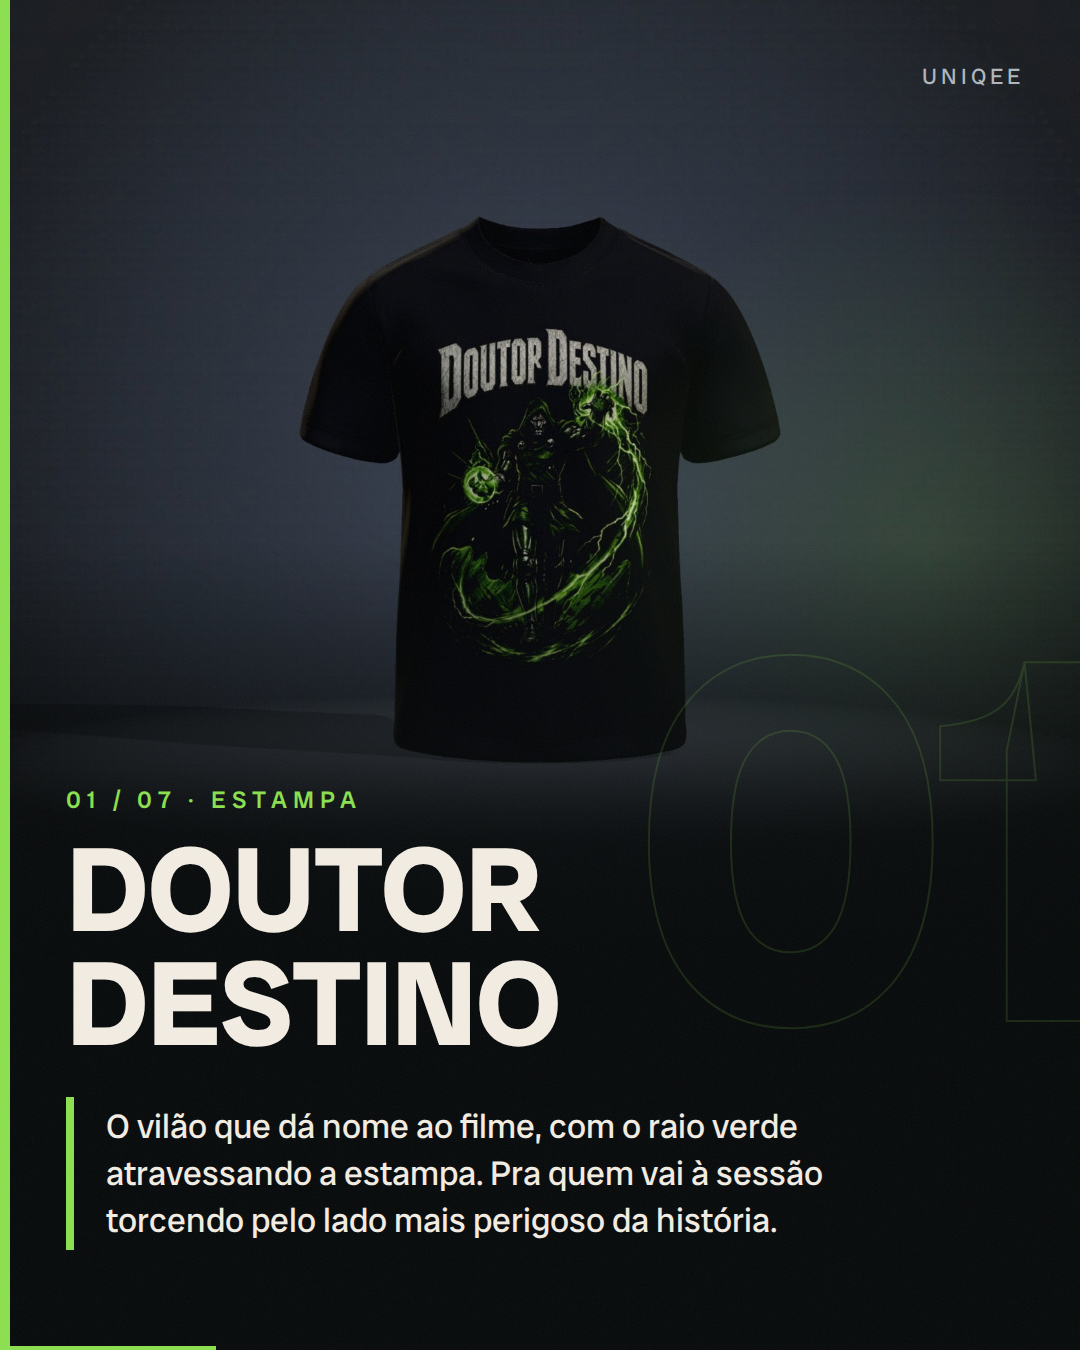 UNIQEE
DOUTOR DESTINO
01 / 07 · ESTAMPA
DOUTOR
DESTINO
01
O vilão que dá nome ao filme, com o raio verde
atravessando a estampa. Pra quem vai à sessão
torcendo pelo lado mais perigoso da história.